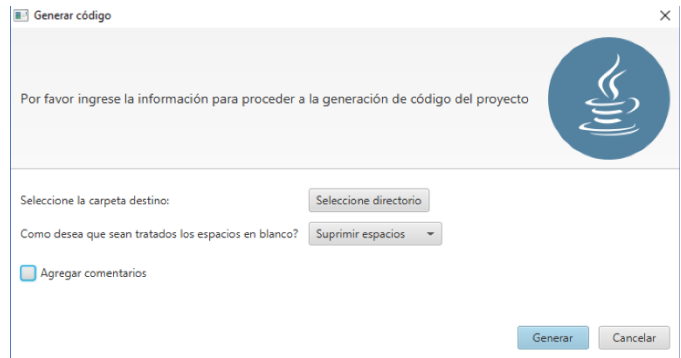 Generar código
Por favor ingrese la información para proceder a la generación de código del proyecto
Seleccione la carpeta destino:
Seleccione directorio
Como desea que sean tratados los espacios en blanco?
Suprimir espacios
Agregar comentarios
Generar
Cancelar